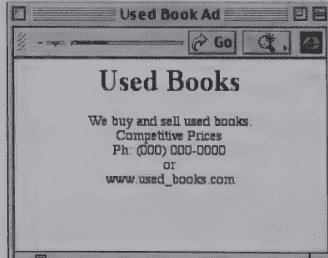 Used Book Ad
Go
Used Books
We buy and sell used books.
Competitive Prices
Ph: (000) 000-0000
or
www.used_books.com